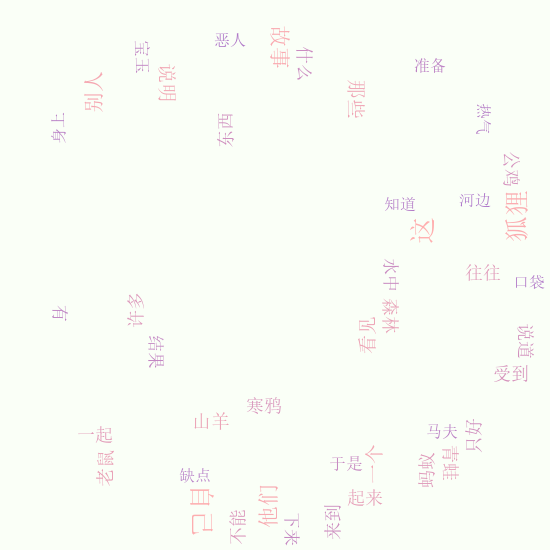 恶人
故事
什么
宝玉
说明
别人
准备
那些
热气
东西
身上
公鸡
知道
河边
狐狸
这
水中
往往
口袋
森林
许多
有
看见
说道
结果
受到
寒鸦
山羊
一起
马夫
只好
老鼠
青蛙
蚂蚁
于是
一个
缺点
起来
自己
他们
不能
下来
来到